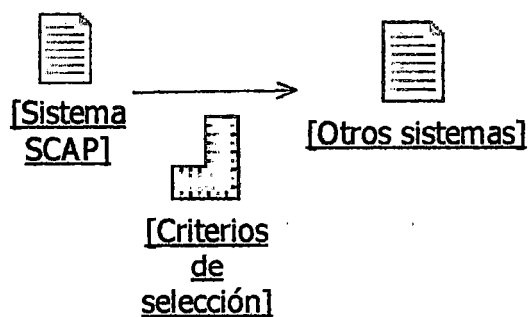 [Sistema
SCAP]
[Otros sistemas]
[Criterios
de
selección]